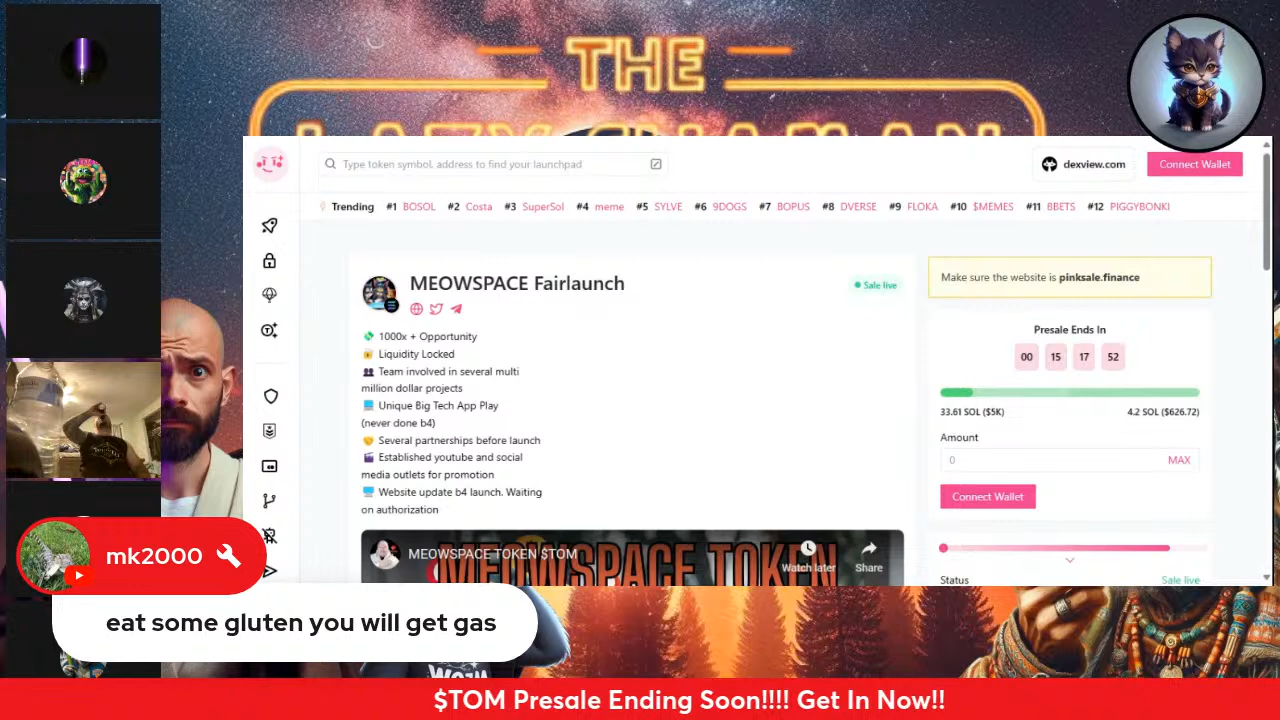 THE
LAZY SHAMAN
Type token symbol, address to find your launchpad
dexview.com
Connect Wallet
Trending #1 BOSOL #2 Costa #3 SuperSol #4 meme #5 SYLVE #6 9DOGS #7 BOPUS #8 DVERSE #9 FLOKA #10 $MEMES #11 BBETS #12 PIGGYBONKI
MEOWSPACE Fairlaunch
Sale live
1000x + Opportunity
Liquidity Locked
Team involved in several multi
million dollar projects
Unique Big Tech App Play
(never done b4)
Several partnerships before launch
Established youtube and social
media outlets for promotion
Website update b4 launch. Waiting
on authorization
MEOWSPACE TOKEN $TOM
MEOWSPACE TOKEN
Watch later
Share
Make sure the website is pinksale.finance
Presale Ends In
00 15 17 52
33.61 SOL ($5K)
4.2 SOL ($626.72)
Amount
0
MAX
Connect Wallet
Status
Sale live
mk2000
eat some gluten you will get gas
$TOM Presale Ending Soon!!!! Get In Now!!